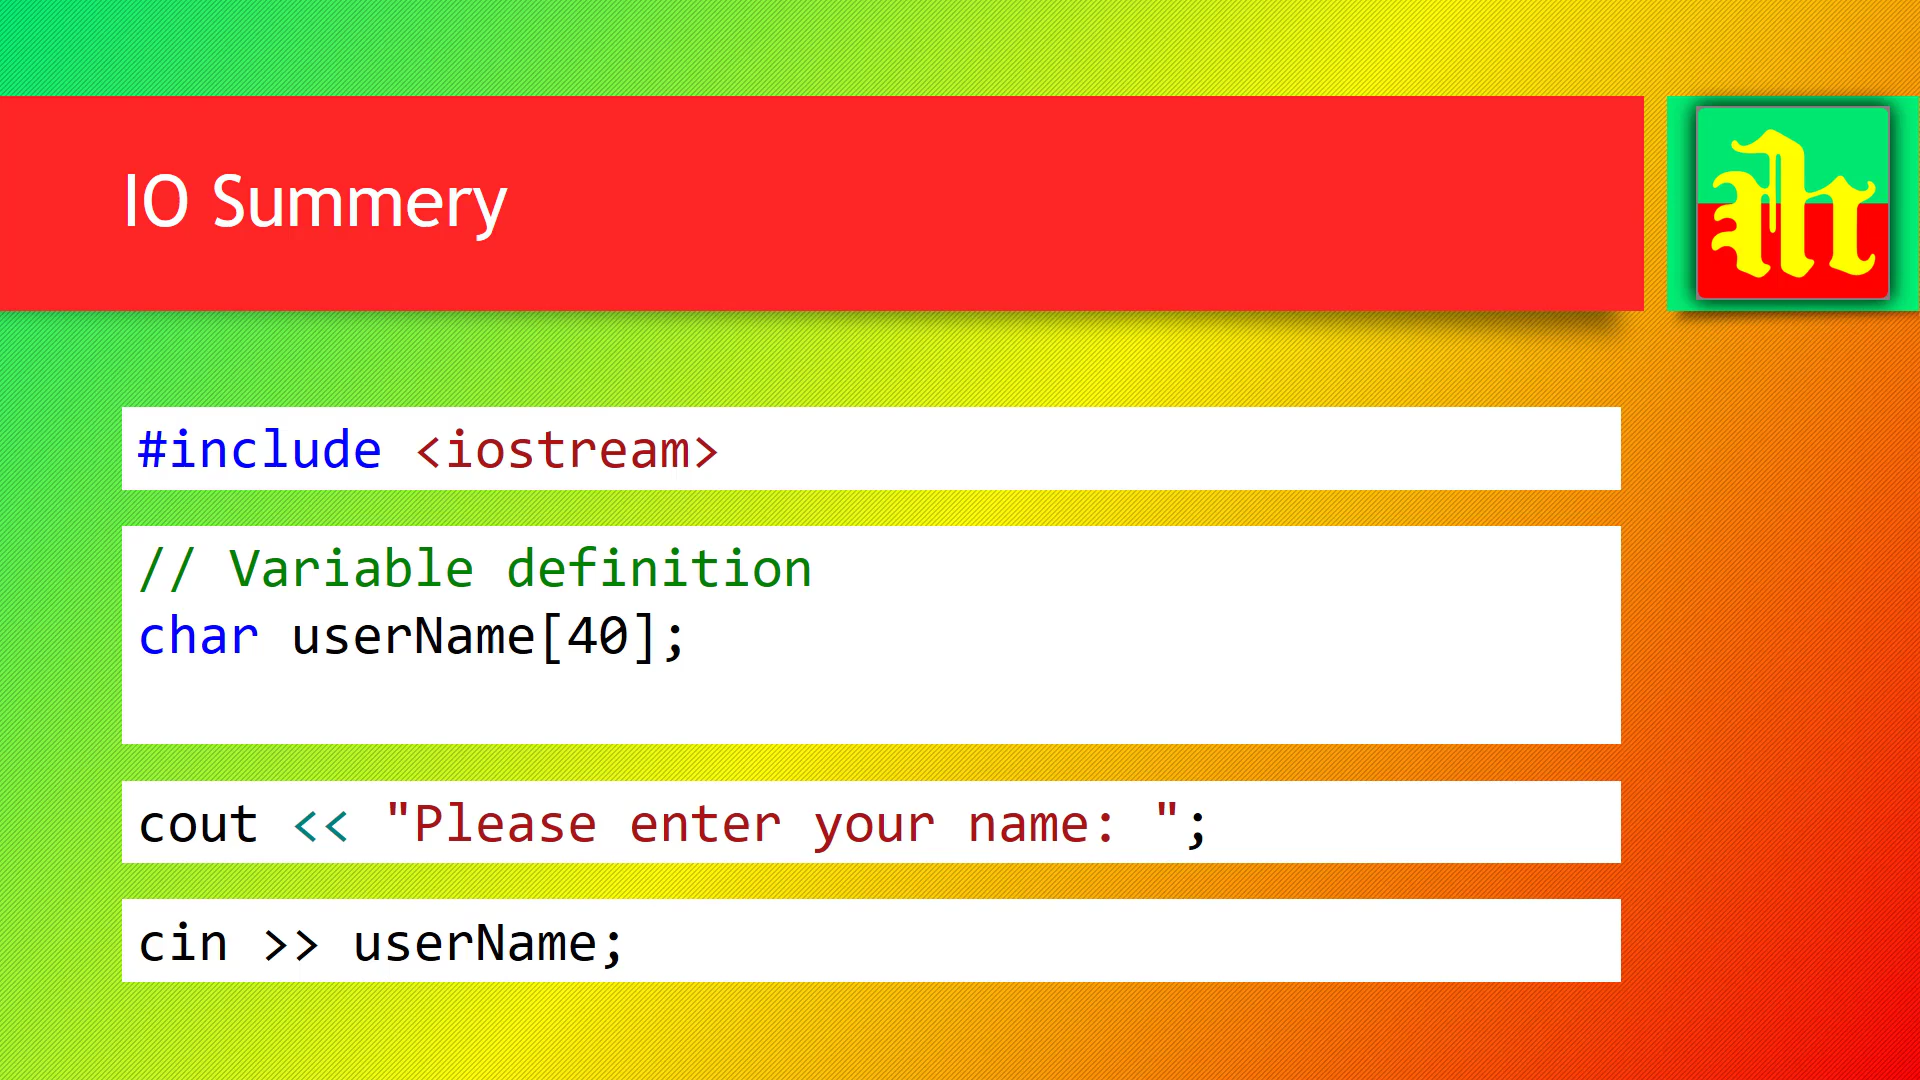 IO Summery
#include <iostream>
// Variable definition
char userName[40];
cout << "Please enter your name: ";
cin >> userName;